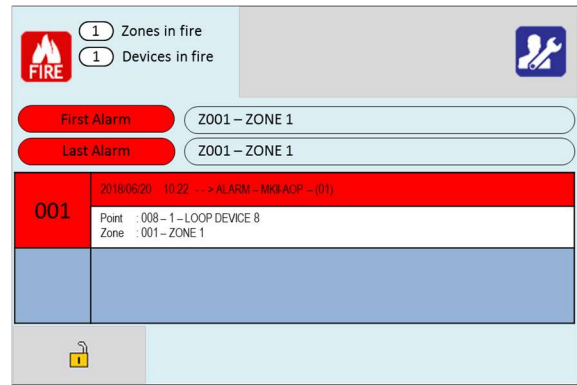 FIRE
1 Zones in fire
1 Devices in fire
First Alarm
Z001 – ZONE 1
Last Alarm
Z001 – ZONE 1
001
2018/06/20 10:22 - - > ALARM – MKII-AOP – (01)
Point : 008 – 1 – LOOP DEVICE 8
Zone : 001 – ZONE 1